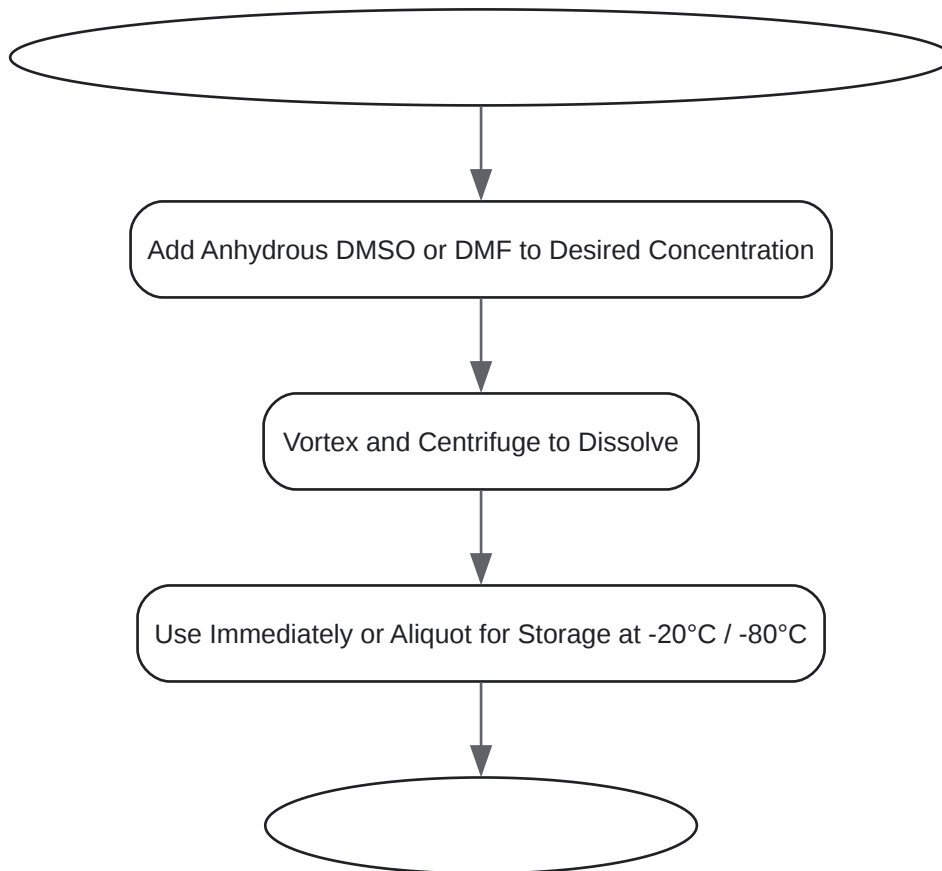 Add Anhydrous DMSO or DMF to Desired Concentration
Vortex and Centrifuge to Dissolve
Use Immediately or Aliquot for Storage at -20°C / -80°C